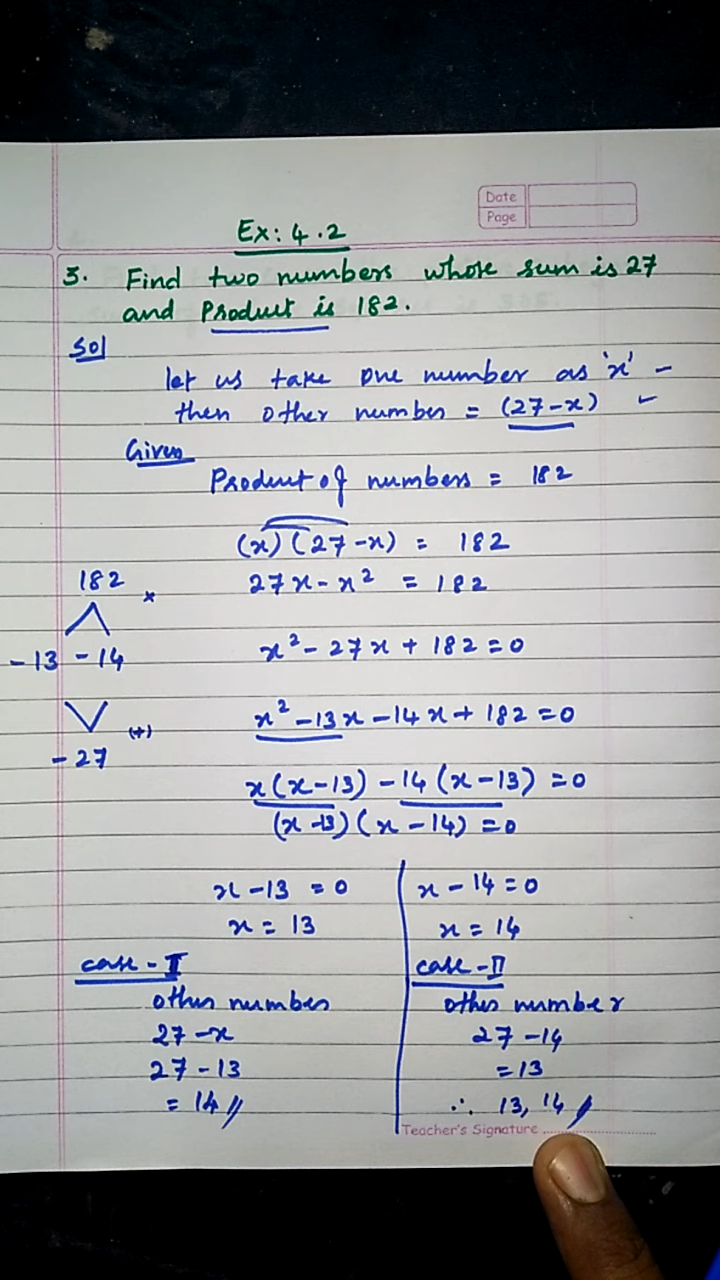 Date
Page
Ex: 4.2
3. Find two numbers whose sum is 27
and Product is 182.
Sol
let us take one number as 'x' -
then other number = (27-x)
Given
Product of numbers = 182
(x)(27-x) = 182
182 x
27x - x² = 182
-13 -14
x² - 27x + 182 = 0
(+)
-27
x² - 13x - 14x + 182 = 0
x(x-13) - 14(x-13) = 0
(x-13)(x-14) = 0
x - 13 = 0
x = 13
case - I
other number
27 - x
27 - 13
= 14//
x - 14 = 0
x = 14
case - II
other number
27 - 14
= 13
∴ 13, 14 //
Teacher's Signature